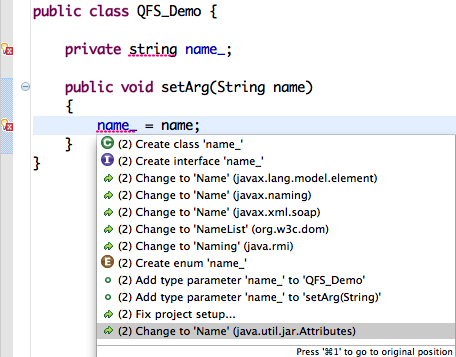 public class QFS_Demo {
private string name_;
public void setArg(String name)
{
name_ = name;
}
}
C (2) Create class 'name_'
I (2) Create interface 'name_'
(2) Change to 'Name' (javax.lang.model.element)
(2) Change to 'Name' (javax.naming)
(2) Change to 'Name' (javax.xml.soap)
(2) Change to 'NameList' (org.w3c.dom)
(2) Change to 'Naming' (java.rmi)
E (2) Create enum 'name_'
(2) Add type parameter 'name_' to 'QFS_Demo'
(2) Add type parameter 'name_' to 'setArg(String)'
(2) Fix project setup...
(2) Change to 'Name' (java.util.jar.Attributes)
Press '⌘1' to go to original position